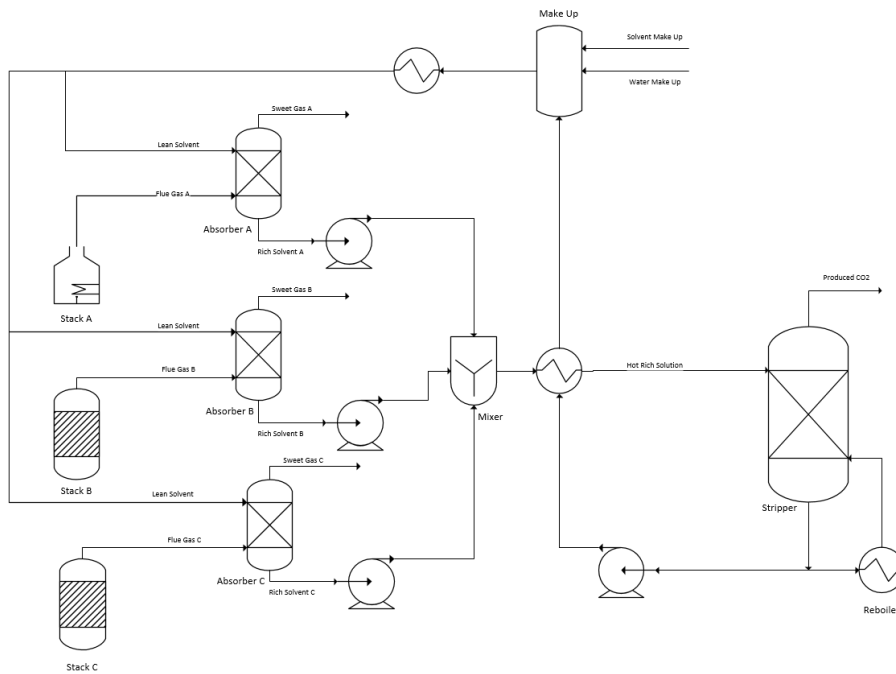 Make Up
Solvent Make Up
Water Make Up
Sweet Gas A
Lean Solvent
Flue Gas A
Absorber A
Rich Solvent A
Produced CO2
Stack A
Sweet Gas B
Lean Solvent
Flue Gas B
Hot Rich Solution
Absorber B
Mixer
Rich Solvent B
Sweet Gas C
Stack B
Lean Solvent
Stripper
Flue Gas C
Absorber C
Rich Solvent C
Reboile
Stack C